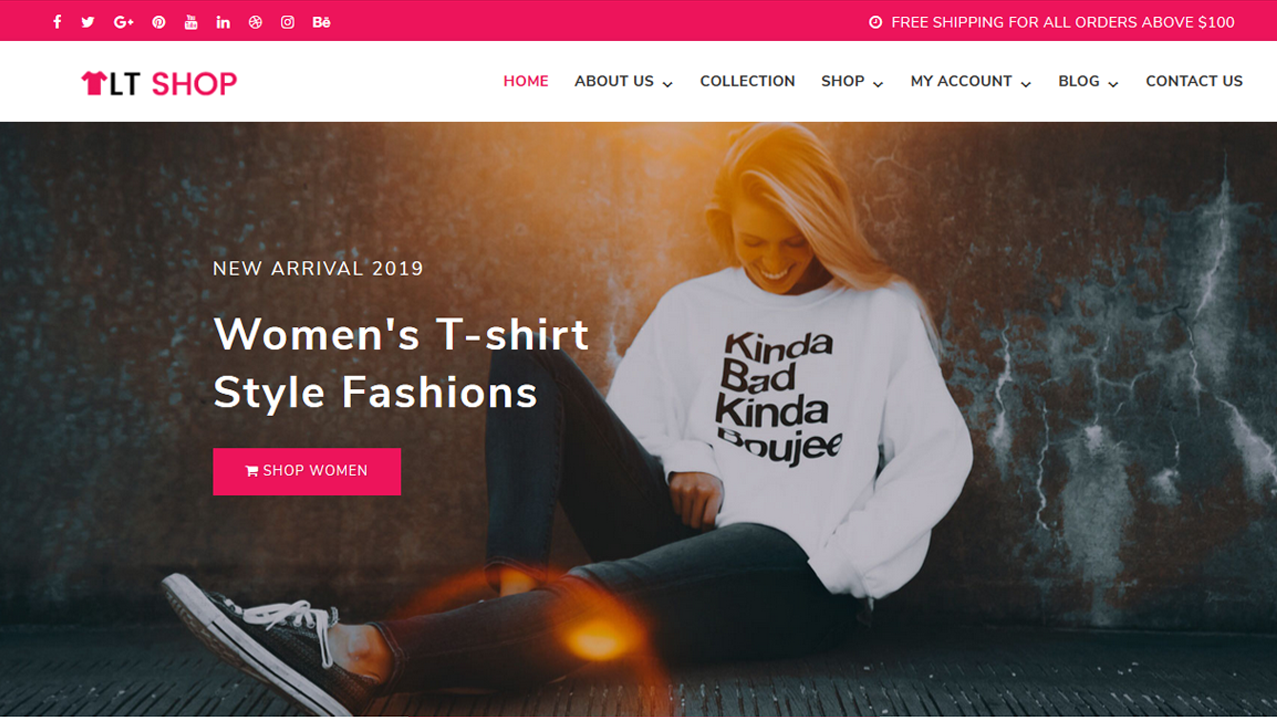 FREE SHIPPING FOR ALL ORDERS ABOVE $100
LT SHOP
HOME ABOUT US COLLECTION SHOP MY ACCOUNT BLOG CONTACT US
NEW ARRIVAL 2019
Women's T-shirt
Style Fashions
SHOP WOMEN
Kinda
Bad
Kinda
Boujee